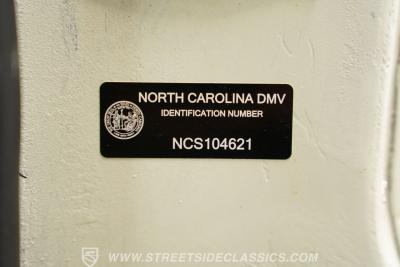 NORTH CAROLINA DMV
IDENTIFICATION NUMBER
NCS104621
WWW.STREETSIDECLASSICS.COM